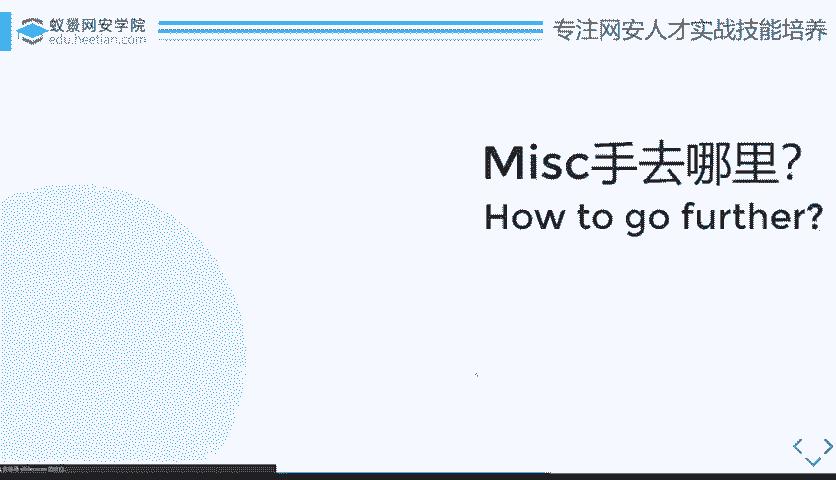 蚁景网安学院
edu.heetian.com
专注网安人才实战技能培养
Misc手去哪里?
How to go further?